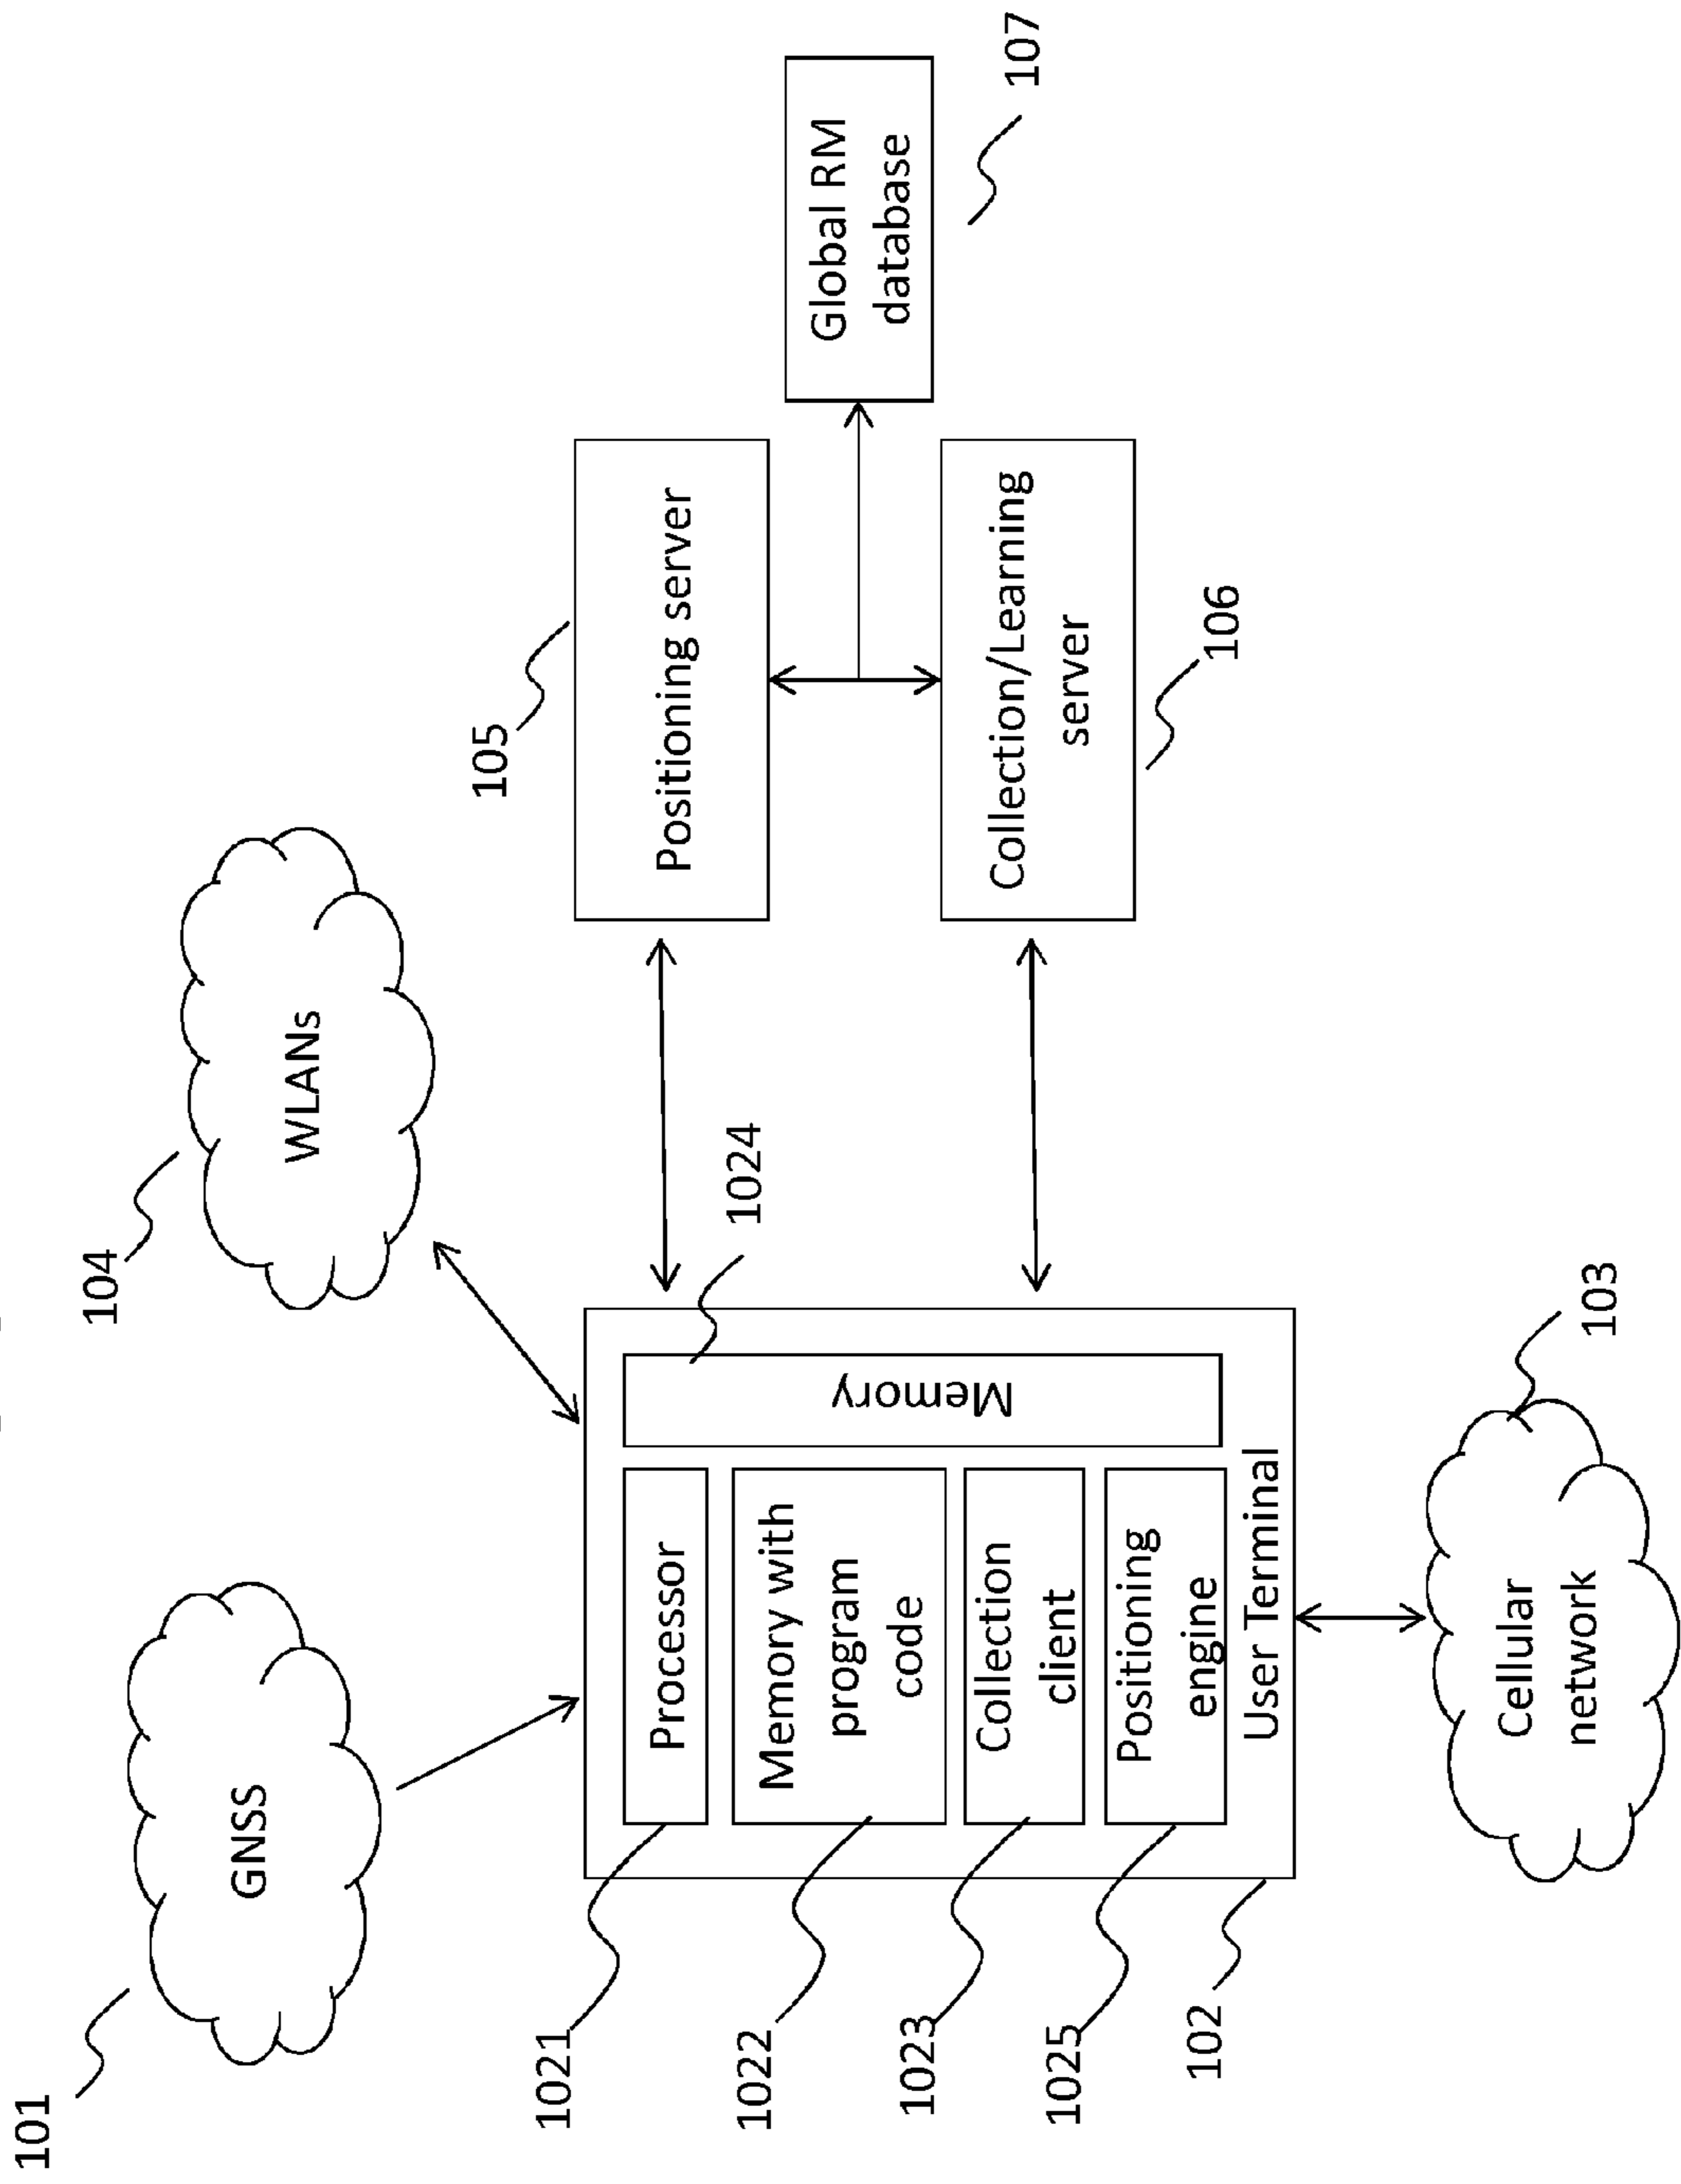 101
GNSS
104
WLANs
1021
Processor
1022
Memory with
program
code
1023
Collection
client
1025
Positioning
engine
102
User Terminal
Memory
1024
103
Cellular
network
105
Positioning server
106
Collection/Learning
server
107
Global RM
database